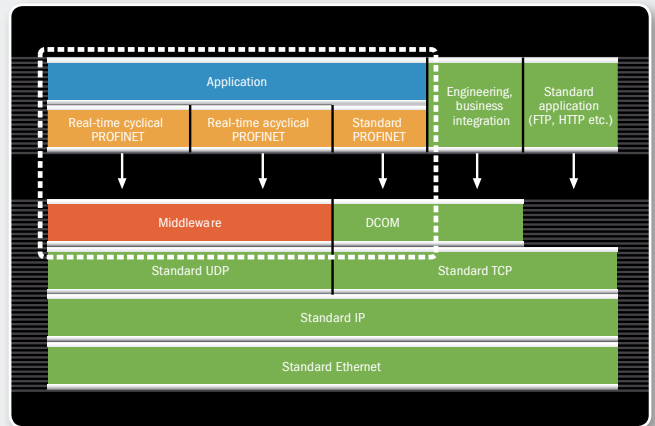 Application
Engineering,
business
integration
Standard
application
(FTP, HTTP etc.)
Real-time cyclical
PROFINET
Real-time acyclical
PROFINET
Standard
PROFINET
Middleware
DCOM
Standard UDP
Standard TCP
Standard IP
Standard Ethernet